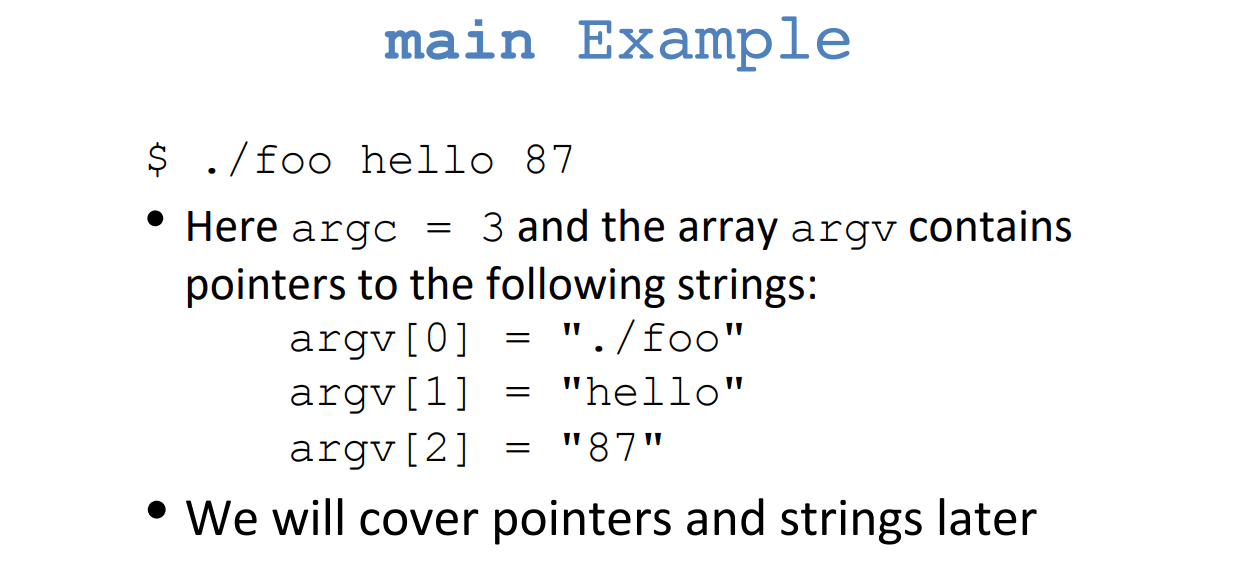 main Example
$ ./foo hello 87
• Here argc = 3 and the array argv contains
pointers to the following strings:
argv[0] = "./foo"
argv[1] = "hello"
argv[2] = "87"
• We will cover pointers and strings later